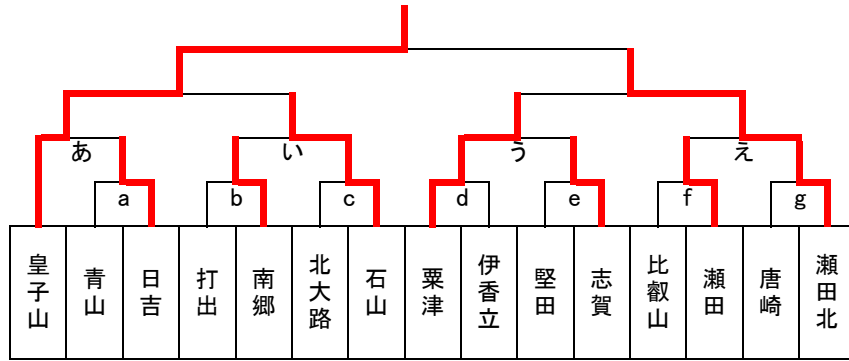 あ い う え
a b c d e f g
皇子山 青山 日吉 打出 南郷 北大路 石山 粟津 伊香立 堅田 志賀 比叡山 瀬田 唐崎 瀬田北